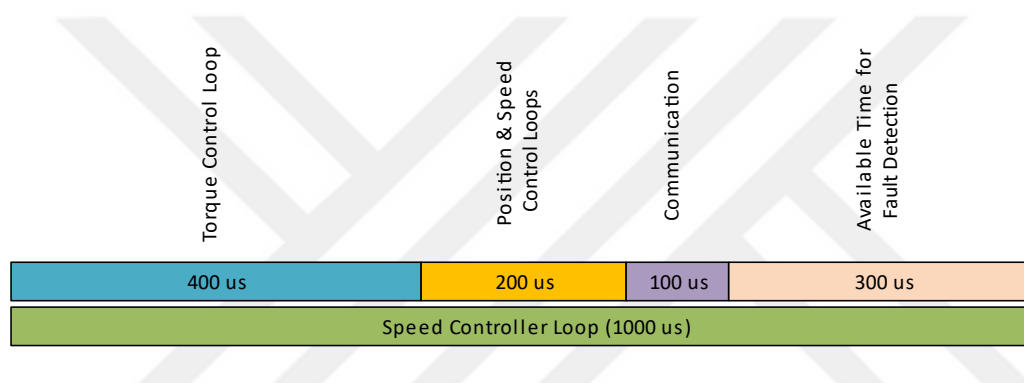 Torque Control Loop
Position & Speed
Control Loops
Communication
Available Time for
Fault Detection
400 us
200 us
100 us
300 us
Speed Controller Loop (1000 us)